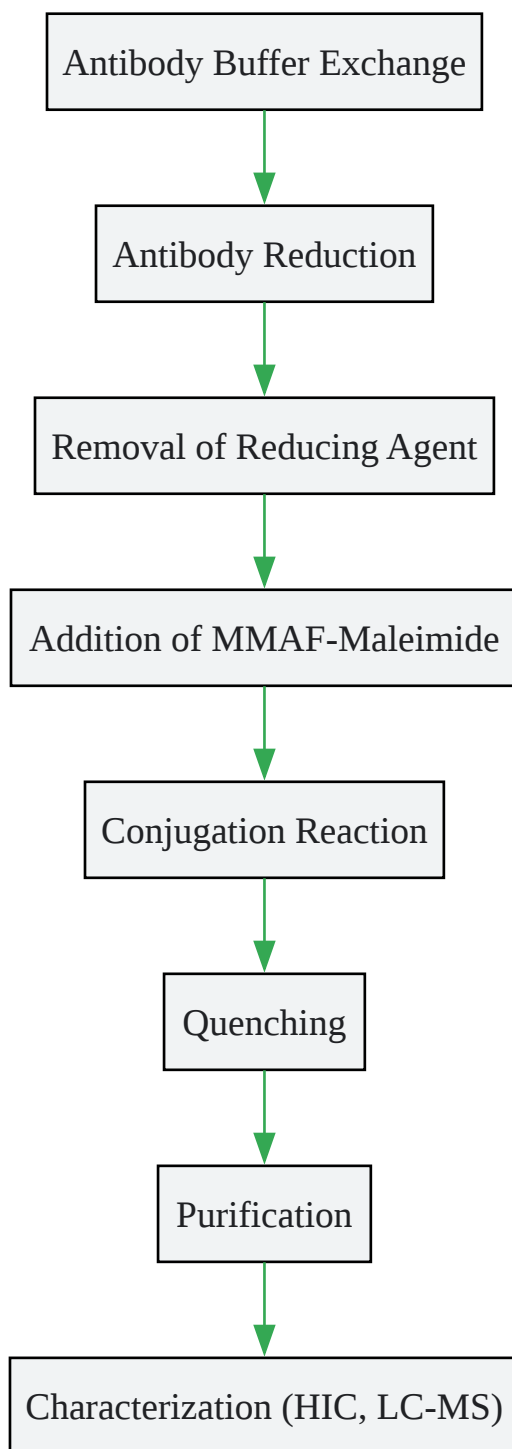 Antibody Buffer Exchange
Antibody Reduction
Removal of Reducing Agent
Addition of MMAF-Maleimide
Conjugation Reaction
Quenching
Purification
Characterization (HIC, LC-MS)